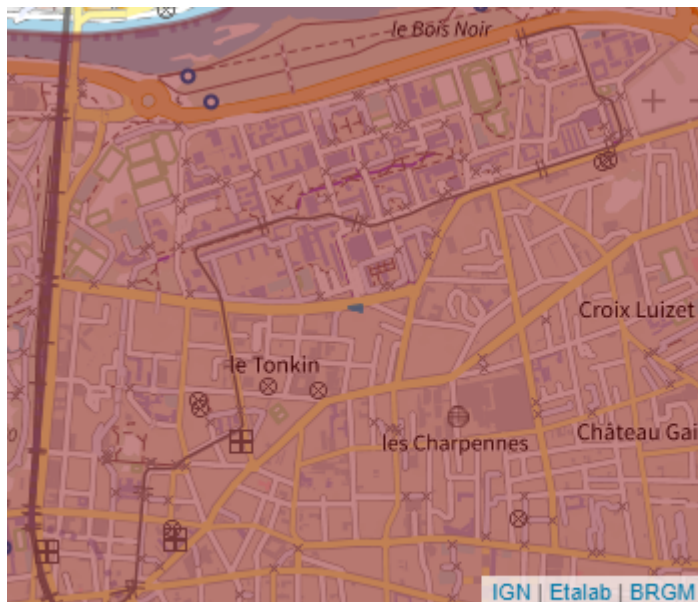 le Bois Noir
Croix Luizet
le Tonkin
les Charpennes
Château Gai
IGN | Etalab | BRGM